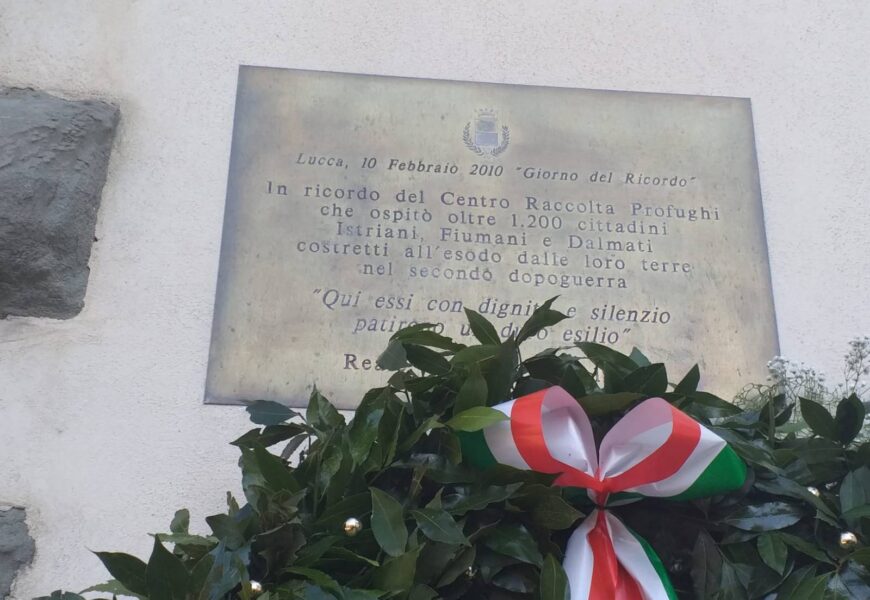 Lucca, 10 Febbraio 2010 "Giorno del Ricordo"
In ricordo del Centro Raccolta Profughi
che ospitò oltre 1.200 cittadini
Istriani, Fiumani e Dalmati
costretti all'esodo dalle loro terre
nel secondo dopoguerra
"Qui essi con dignità e silenzio
patirono un duro esilio"